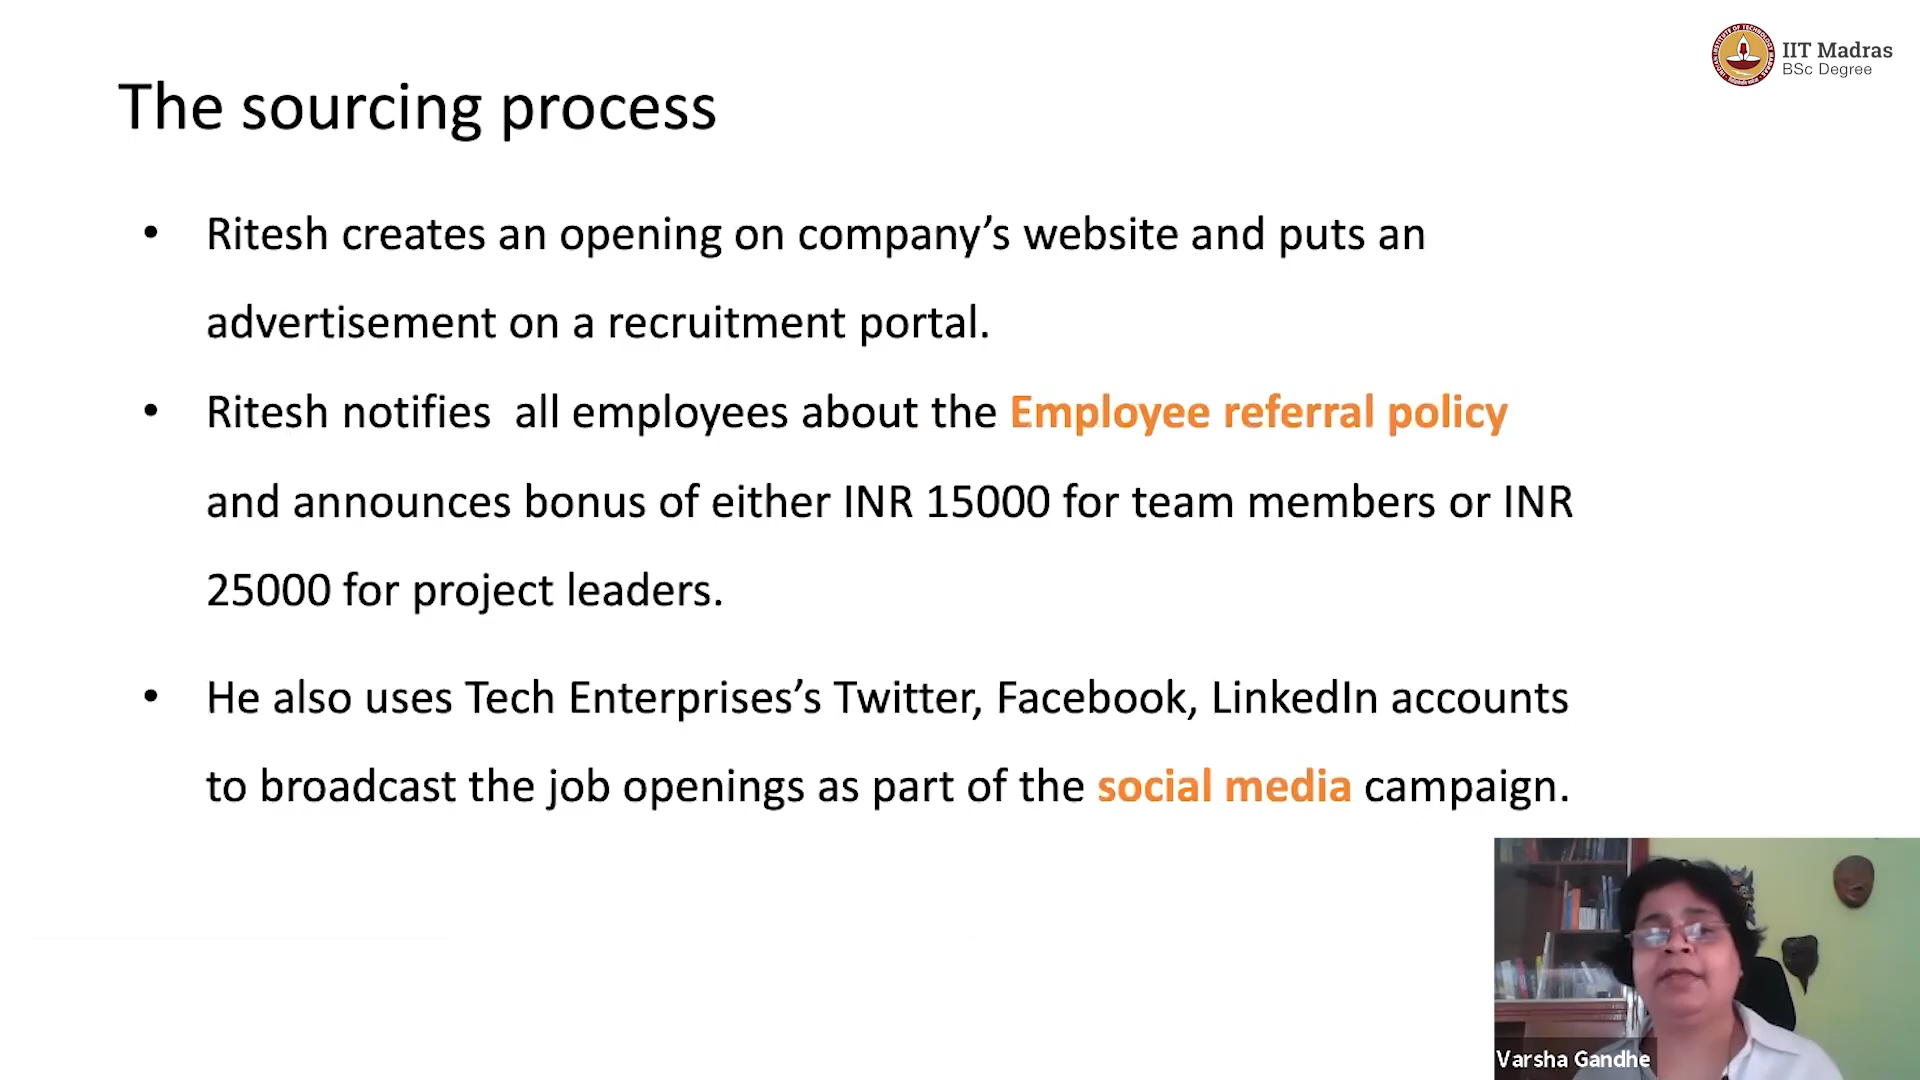 IIT Madras
BSc Degree
The sourcing process
• Ritesh creates an opening on company’s website and puts an
advertisement on a recruitment portal.
• Ritesh notifies  all employees about the Employee referral policy
and announces bonus of either INR 15000 for team members or INR
25000 for project leaders.
• He also uses Tech Enterprises’s Twitter, Facebook, LinkedIn accounts
to broadcast the job openings as part of the social media campaign.
Varsha Gandhe